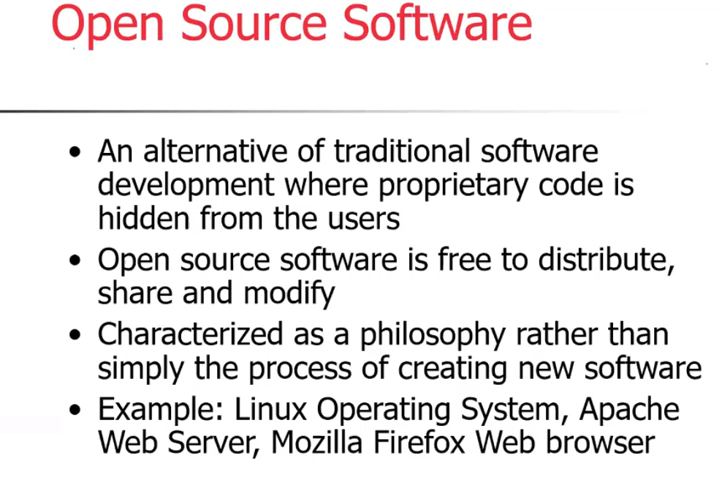 Open Source Software
• An alternative of traditional software
development where proprietary code is
hidden from the users
• Open source software is free to distribute,
share and modify
• Characterized as a philosophy rather than
simply the process of creating new software
• Example: Linux Operating System, Apache
Web Server, Mozilla Firefox Web browser